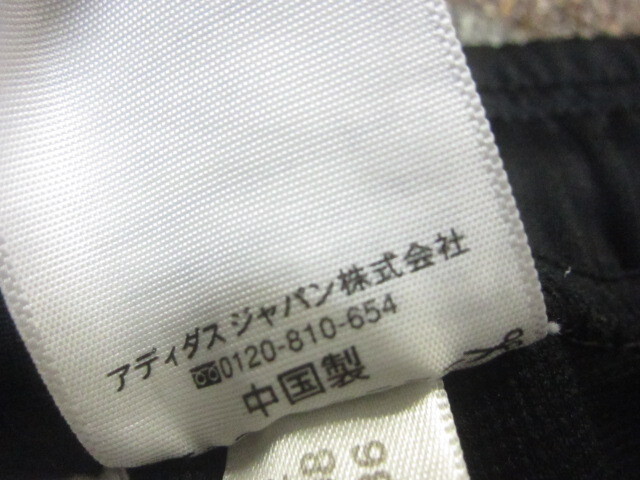 アディダス ジャパン株式会社
0120-810-654
中国製